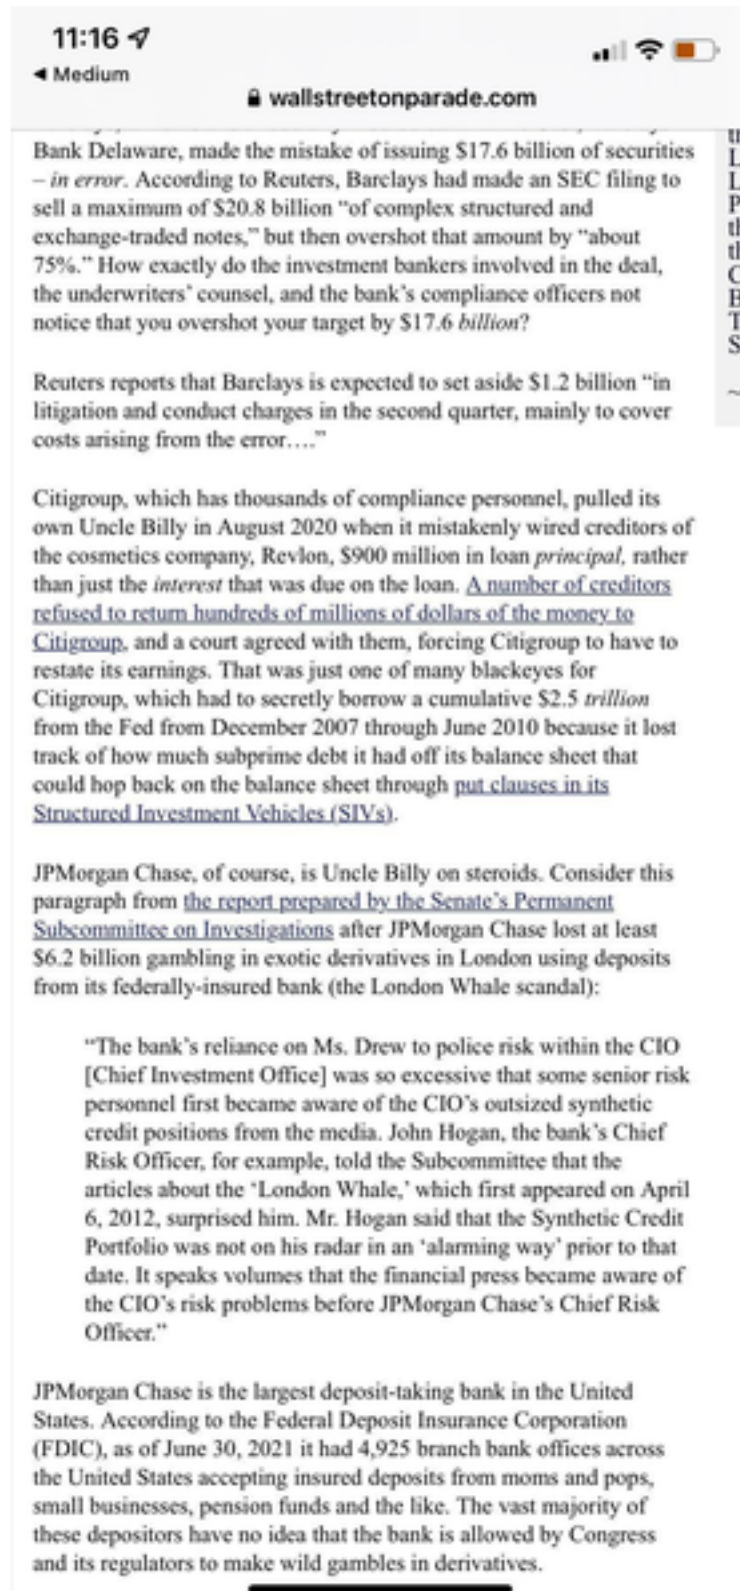 11:16
◀ Medium
wallstreetonparade.com
Bank Delaware, made the mistake of issuing $17.6 billion of securities
– in error. According to Reuters, Barclays had made an SEC filing to
sell a maximum of $20.8 billion “of complex structured and
exchange-traded notes,” but then overshot that amount by “about
75%.” How exactly do the investment bankers involved in the deal,
the underwriters’ counsel, and the bank’s compliance officers not
notice that you overshot your target by $17.6 billion?
Reuters reports that Barclays is expected to set aside $1.2 billion “in
litigation and conduct charges in the second quarter, mainly to cover
costs arising from the error….”
Citigroup, which has thousands of compliance personnel, pulled its
own Uncle Billy in August 2020 when it mistakenly wired creditors of
the cosmetics company, Revlon, $900 million in loan principal, rather
than just the interest that was due on the loan. A number of creditors
refused to return hundreds of millions of dollars of the money to
Citigroup, and a court agreed with them, forcing Citigroup to have to
restate its earnings. That was just one of many blackeyes for
Citigroup, which had to secretly borrow a cumulative $2.5 trillion
from the Fed from December 2007 through June 2010 because it lost
track of how much subprime debt it had off its balance sheet that
could hop back on the balance sheet through put clauses in its
Structured Investment Vehicles (SIVs).
JPMorgan Chase, of course, is Uncle Billy on steroids. Consider this
paragraph from the report prepared by the Senate’s Permanent
Subcommittee on Investigations after JPMorgan Chase lost at least
$6.2 billion gambling in exotic derivatives in London using deposits
from its federally-insured bank (the London Whale scandal):
“The bank’s reliance on Ms. Drew to police risk within the CIO
[Chief Investment Office] was so excessive that some senior risk
personnel first became aware of the CIO’s outsized synthetic
credit positions from the media. John Hogan, the bank’s Chief
Risk Officer, for example, told the Subcommittee that the
articles about the ‘London Whale,’ which first appeared on April
6, 2012, surprised him. Mr. Hogan said that the Synthetic Credit
Portfolio was not on his radar in an ‘alarming way’ prior to that
date. It speaks volumes that the financial press became aware of
the CIO’s risk problems before JPMorgan Chase’s Chief Risk
Officer.”
JPMorgan Chase is the largest deposit-taking bank in the United
States. According to the Federal Deposit Insurance Corporation
(FDIC), as of June 30, 2021 it had 4,925 branch bank offices across
the United States accepting insured deposits from moms and pops,
small businesses, pension funds and the like. The vast majority of
these depositors have no idea that the bank is allowed by Congress
and its regulators to make wild gambles in derivatives.